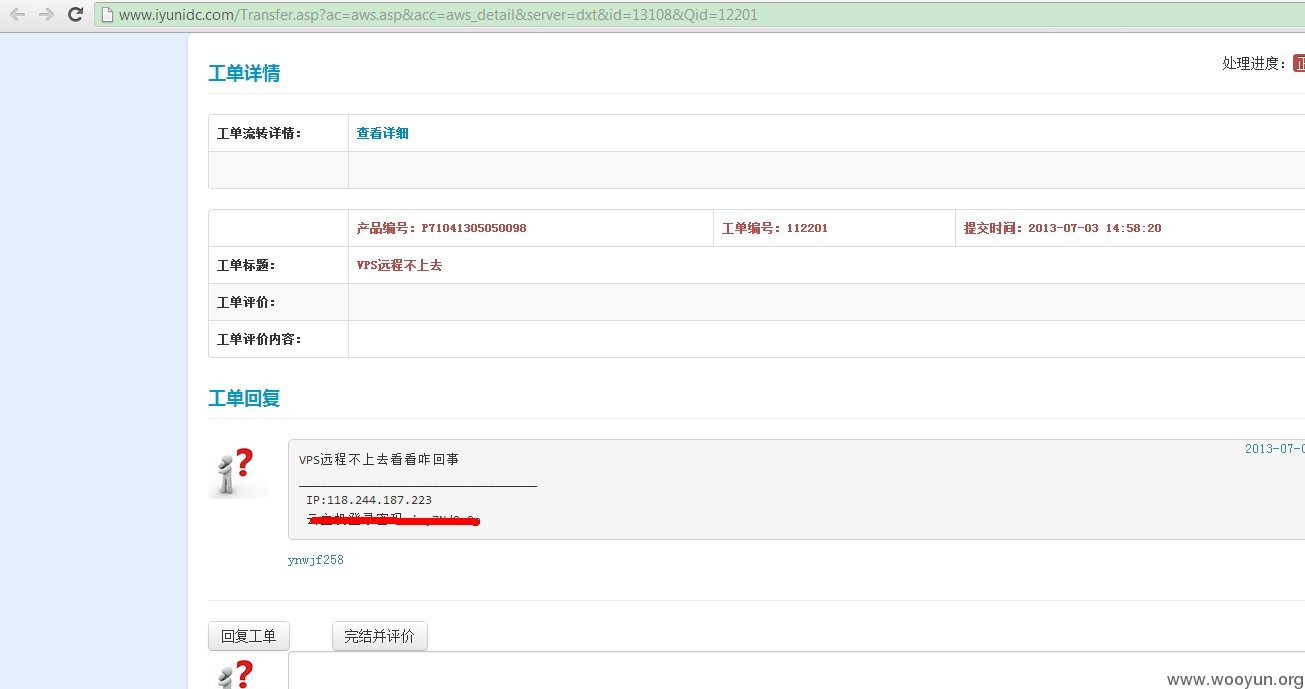 www.iyunidc.com/Transfer.asp?ac=aws.asp&acc=aws_detail&server=dxt&id=13108&Qid=12201
工单详情
处理进度：
工单流转详情： 查看详细
产品编号：P71041305050098 工单编号：112201 提交时间：2013-07-03 14:58:20
工单标题： VPS远程不上去
工单评价：
工单评价内容：
工单回复
2013-07-0
VPS远程不上去看看咋回事
IP:118.244.187.223
ynwjf258
回复工单 完结并评价
www.wooyun.org